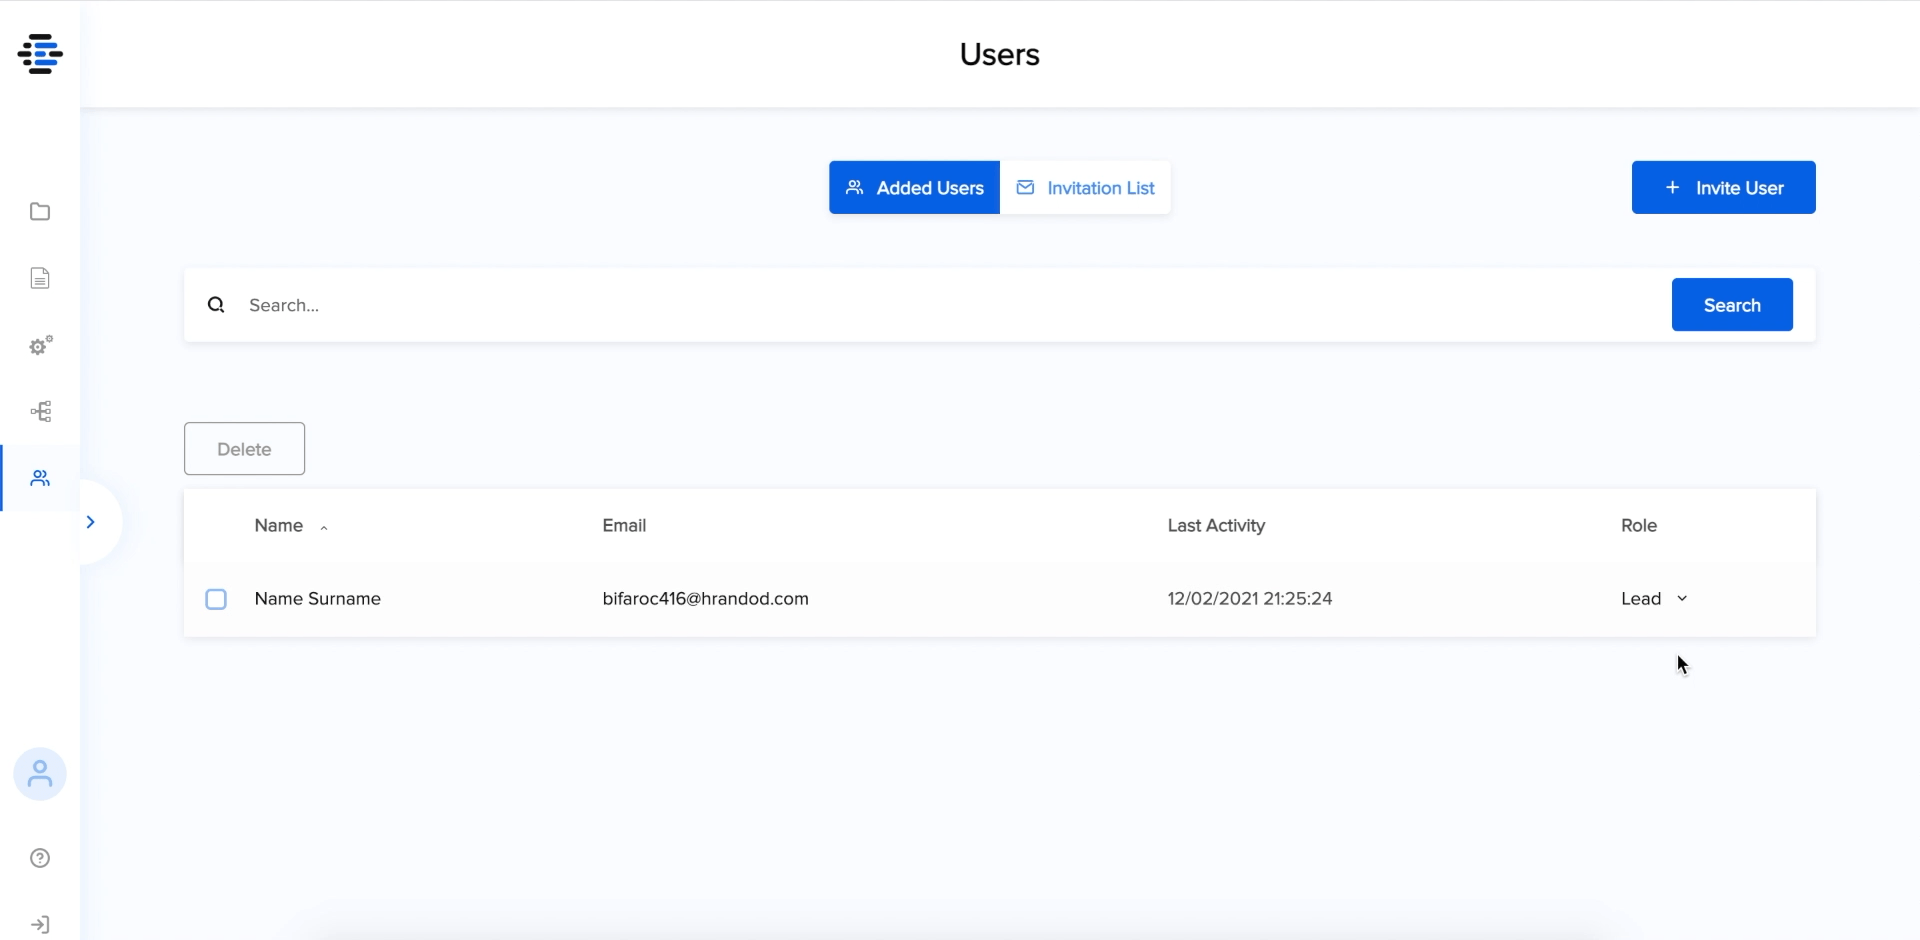 Users
Added Users
Invitation List
Invite User
Search...
Search
Delete
Name Email Last Activity Role
Name Surname bifaroc416@hrandod.com 12/02/2021 21:25:24 Lead